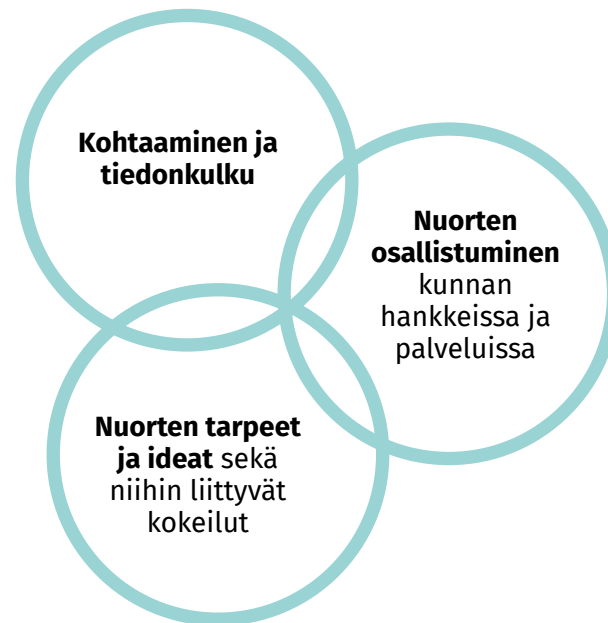 Kohtaaminen ja
tiedonkulku
Nuorten
osallistuminen
kunnan
hankkeissa ja
palveluissa
Nuorten tarpeet
ja ideat sekä
niihin liittyvät
kokeilut